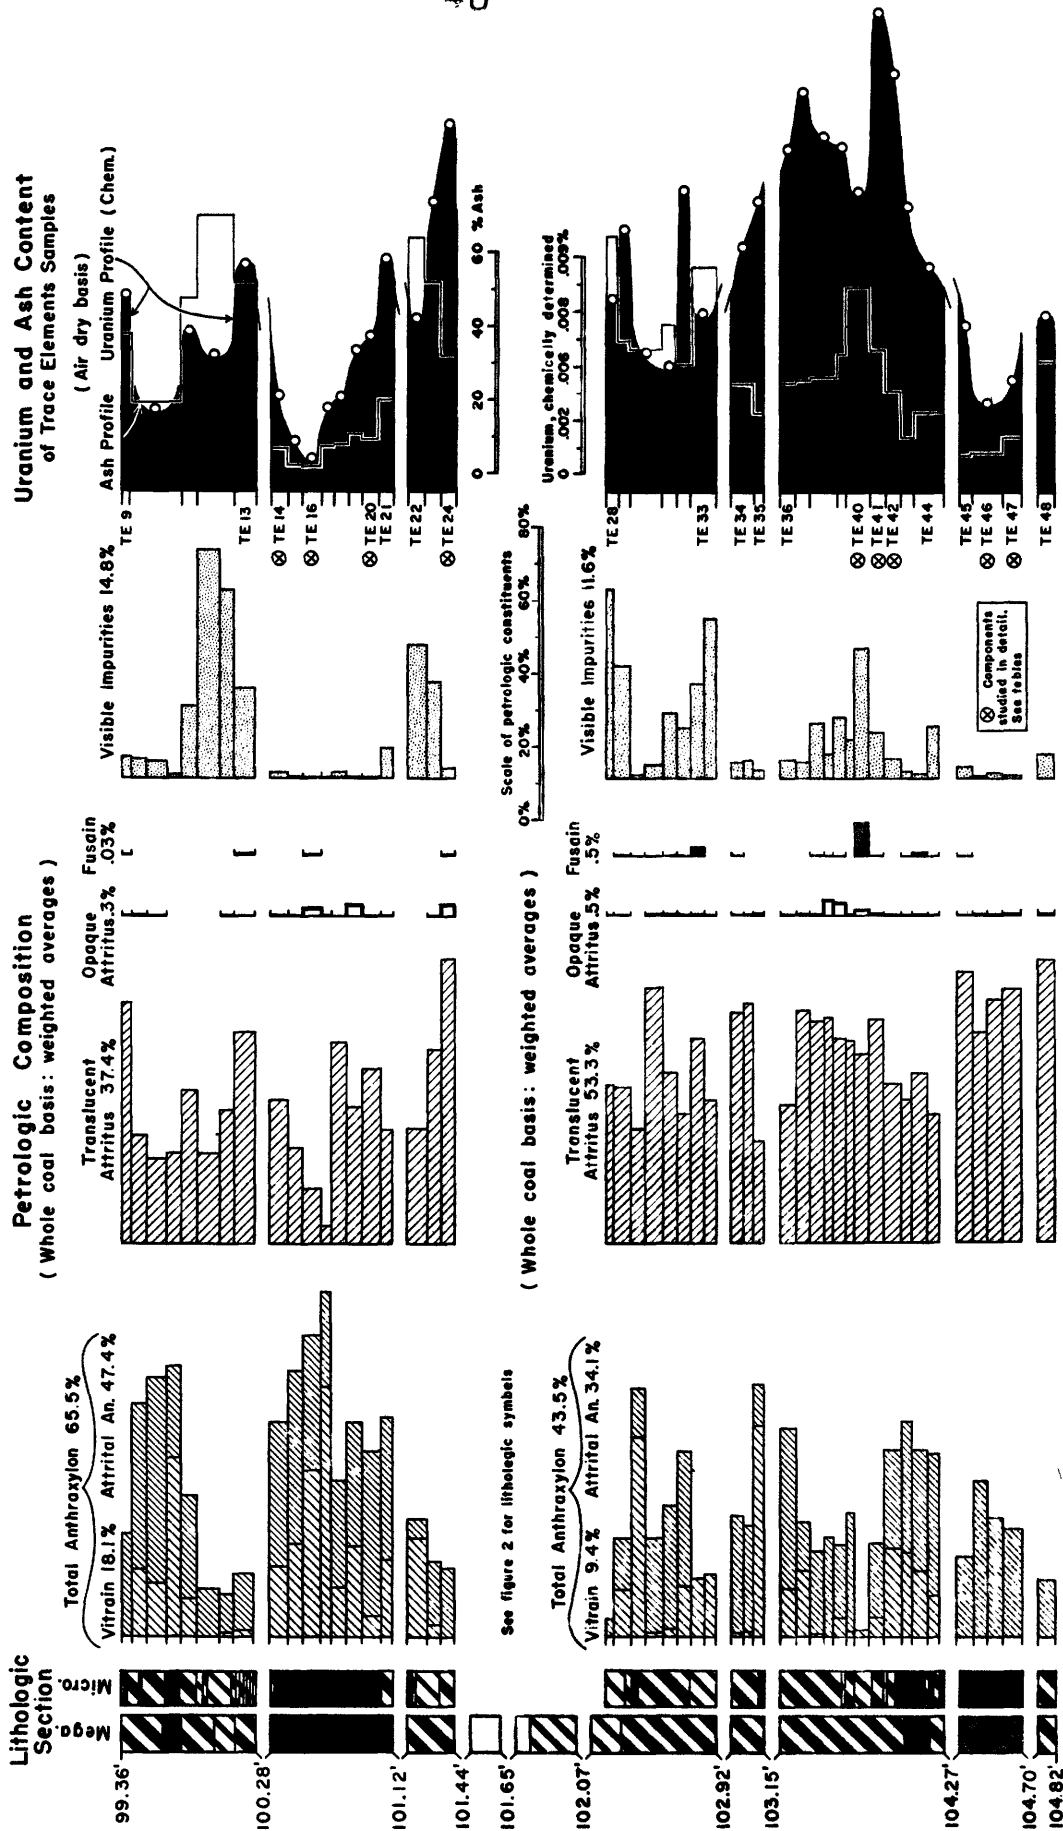 Lithologic
Section
Mega.
Micro.
99.36'
100.28'
101.12'
101.44'
101.65'
102.07'
102.92'
103.15'
104.27'
104.70'
104.82'
Petrologic Composition
( Whole coal basis: weighted averages )
Total Anthraxylon 65.5%
Vitrain 18.1%
Attrital An. 47.4%
Translucent
Attritus 37.4%
Opaque
Attritus .3%
Fusain
.03%
Visible Impurities 14.8%
Uranium and Ash Content
of Trace Elements Samples
(Air dry basis)
Ash Profile
Uranium Profile (Chem.)
TE 9
TE 13
⊗ TE 14
⊗ TE 16
⊗ TE 20
TE 21
TE 22
⊗ TE 24
See figure 2 for lithologic symbols
Scale of petrologic constituents
0%
20%
40%
60%
80%
0
20
40
60
% Ash
Uranium, chemically determined
0
.002
.006
.008
.009%
( Whole coal basis: weighted averages )
Total Anthraxylon 43.5%
Vitrain 9.4%
Attrital An. 34.1%
Translucent
Attritus 53.3%
Opaque
Attritus .5%
Fusain
.5%
Visible Impurities 11.6%
TE 28
TE 33
TE 34
TE 35
TE 36
⊗ TE 40
⊗ TE 41
⊗ TE 42
TE 44
TE 45
⊗ TE 46
⊗ TE 47
TE 48
⊗ Components
studied in detail.
See tables